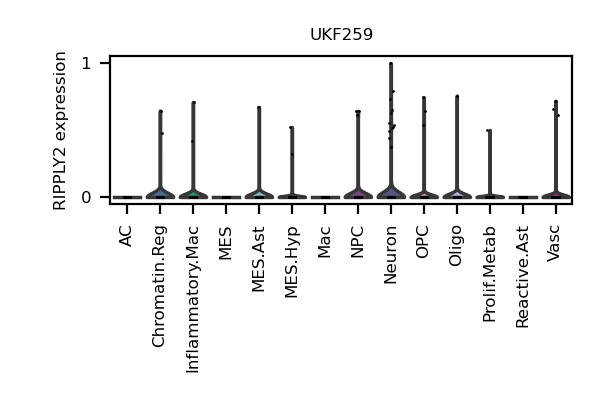 UKF259
RIPPLY2 expression
1
0
AC
Chromatin.Reg
Inflammatory.Mac
MES
MES.Ast
MES.Hyp
Mac
NPC
Neuron
OPC
Oligo
Prolif.Metab
Reactive.Ast
Vasc